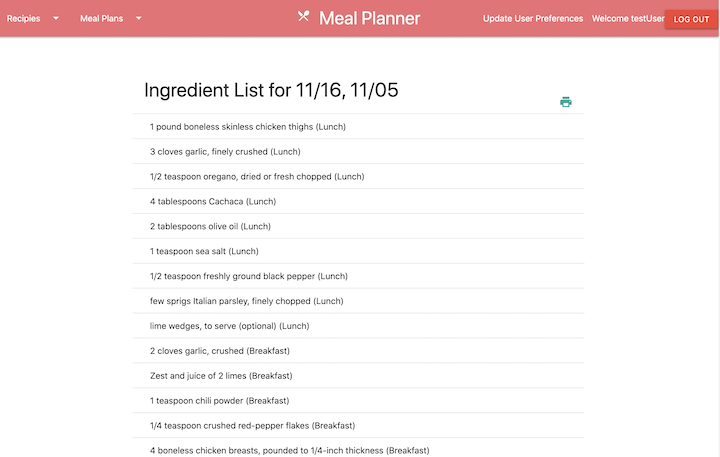 Recipies
Meal Plans
Meal Planner
Update User Preferences
Welcome testUser
LOG OUT
Ingredient List for 11/16, 11/05
1 pound boneless skinless chicken thighs (Lunch)
3 cloves garlic, finely crushed (Lunch)
1/2 teaspoon oregano, dried or fresh chopped (Lunch)
4 tablespoons Cachaca (Lunch)
2 tablespoons olive oil (Lunch)
1 teaspoon sea salt (Lunch)
1/2 teaspoon freshly ground black pepper (Lunch)
few sprigs Italian parsley, finely chopped (Lunch)
lime wedges, to serve (optional) (Lunch)
2 cloves garlic, crushed (Breakfast)
Zest and juice of 2 limes (Breakfast)
1 teaspoon chili powder (Breakfast)
1/4 teaspoon crushed red-pepper flakes (Breakfast)
4 boneless chicken breasts, pounded to 1/4-inch thickness (Breakfast)